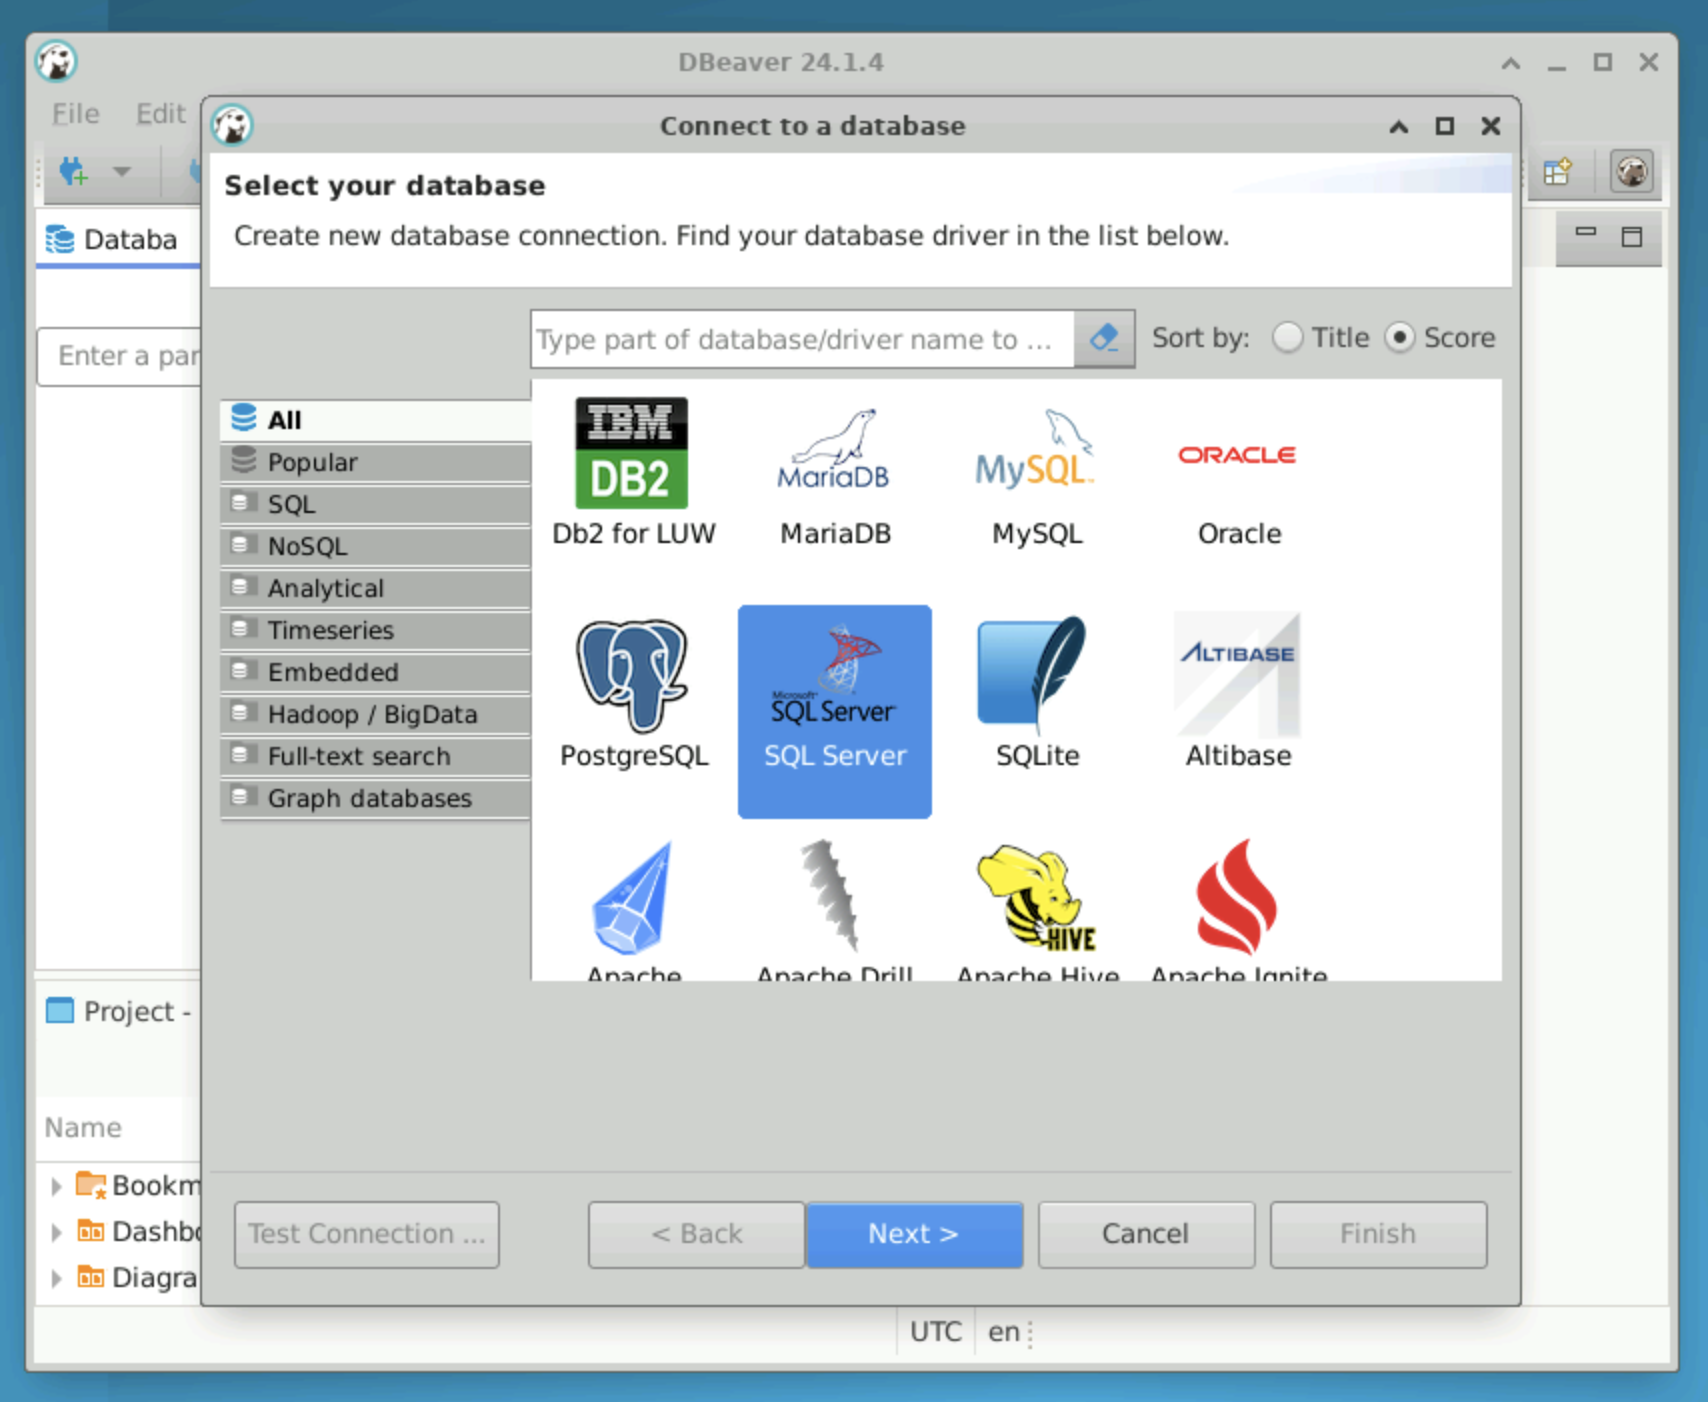 DBeaver 24.1.4
File Edit
Connect to a database
Select your database
Create new database connection. Find your database driver in the list below.
Databa
Enter a par
Type part of database/driver name to ...
Sort by: Title Score
All
Popular
SQL
NoSQL
Analytical
Timeseries
Embedded
Hadoop / BigData
Full-text search
Graph databases
IBM
DB2
Db2 for LUW
MariaDB
MariaDB
MySQL
MySQL
ORACLE
Oracle
PostgreSQL
Microsoft
SQL Server
SQL Server
SQLite
ALTIBASE
Altibase
Apache
Apache Drill
HIVE
Apache Hive
Apache Ignite
Project -
Name
Bookm
Dashbo
Diagra
Test Connection ...
< Back
Next >
Cancel
Finish
UTC
en